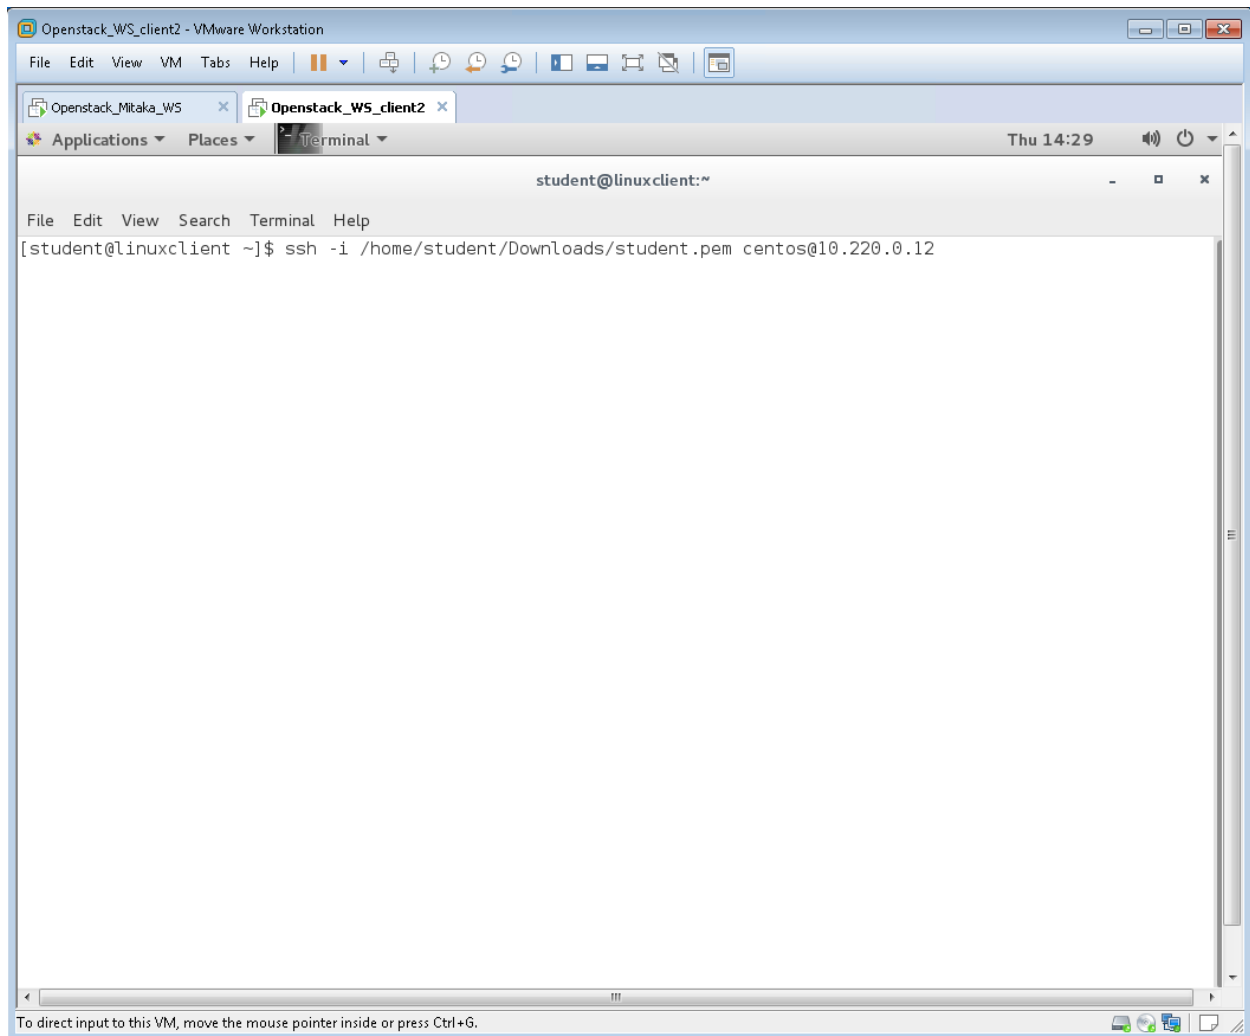 Openstack_WS_client2 - VMware Workstation
File Edit View VM Tabs Help
Openstack_Mitaka_WS Openstack_WS_client2
Applications Places Terminal Thu 14:29
student@linuxclient:~
File Edit View Search Terminal Help
[student@linuxclient ~]$ ssh -i /home/student/Downloads/student.pem centos@10.220.0.12
To direct input to this VM, move the mouse pointer inside or press Ctrl+G.